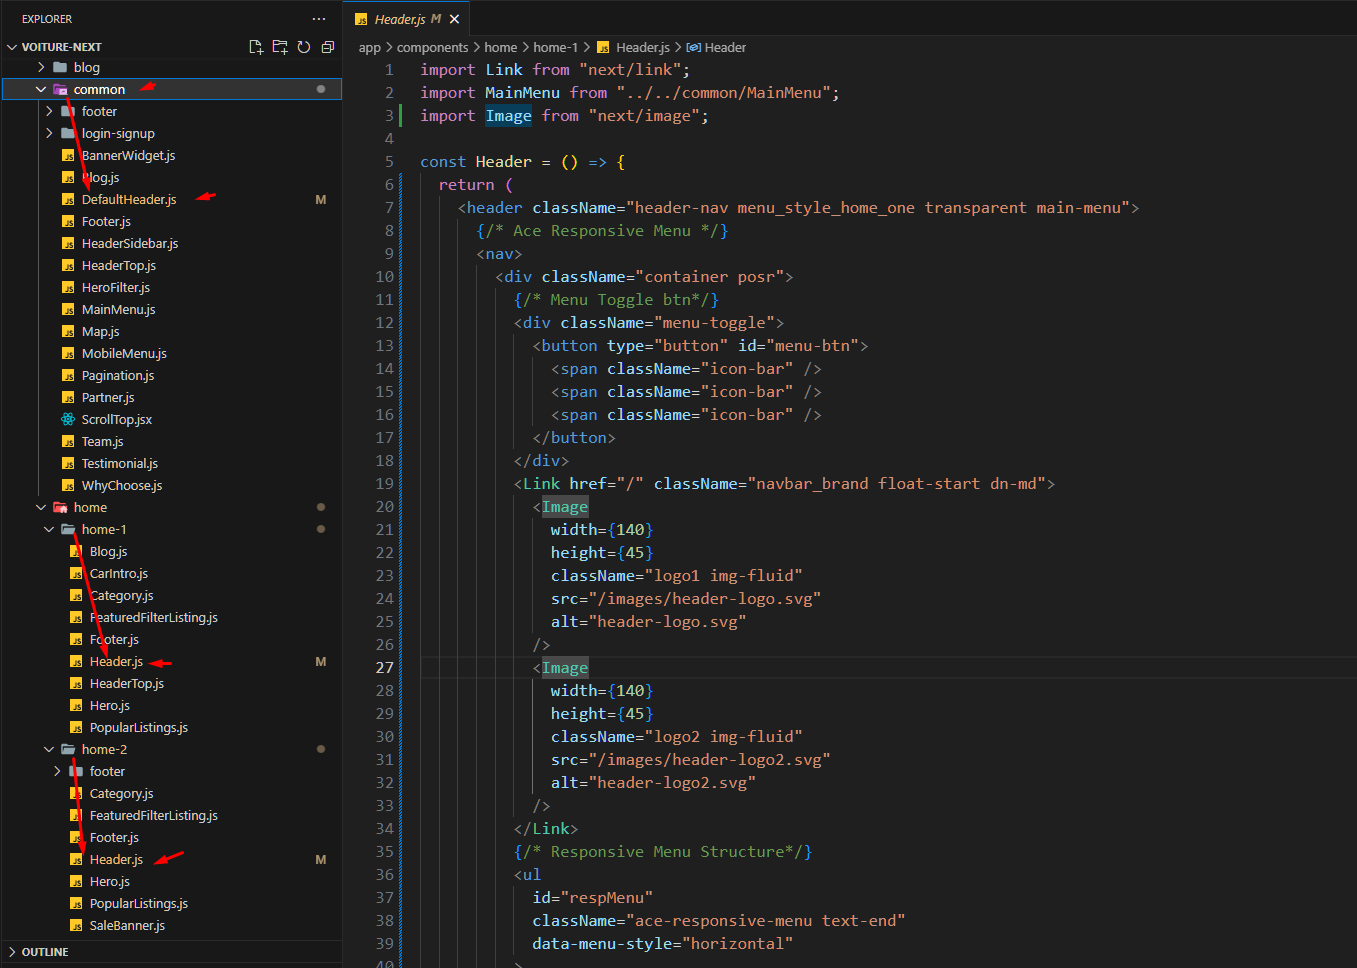 EXPLORER
VOITURE-NEXT
blog
common
footer
login-signup
BannerWidget.js
Blog.js
DefaultHeader.js M
Footer.js
HeaderSidebar.js
HeaderTop.js
HeroFilter.js
MainMenu.js
Map.js
MobileMenu.js
Pagination.js
Partner.js
ScrollTop.jsx
Team.js
Testimonial.js
WhyChoose.js
home
home-1
Blog.js
CarIntro.js
Category.js
FeaturedFilterListing.js
Footer.js
Header.js M
HeaderTop.js
Hero.js
PopularListings.js
home-2
footer
Category.js
FeaturedFilterListing.js
Footer.js
Header.js M
Hero.js
PopularListings.js
SaleBanner.js
OUTLINE
Header.js M
app > components > home > home-1 > Header.js > Header
1 import Link from "next/link";
2 import MainMenu from "../../common/MainMenu";
3 import Image from "next/image";
4
5 const Header = () => {
6 return (
7 <header className="header-nav menu_style_home_one transparent main-menu">
8 {/* Ace Responsive Menu */}
9 <nav>
10 <div className="container posr">
11 {/* Menu Toggle btn*/}
12 <div className="menu-toggle">
13 <button type="button" id="menu-btn">
14 <span className="icon-bar" />
15 <span className="icon-bar" />
16 <span className="icon-bar" />
17 </button>
18 </div>
19 <Link href="/" className="navbar_brand float-start dn-md">
20 <Image
21 width={140}
22 height={45}
23 className="logo1 img-fluid"
24 src="/images/header-logo.svg"
25 alt="header-logo.svg"
26 />
27 <Image
28 width={140}
29 height={45}
30 className="logo2 img-fluid"
31 src="/images/header-logo2.svg"
32 alt="header-logo2.svg"
33 />
34 </Link>
35 {/* Responsive Menu Structure*/}
36 <ul
37 id="respMenu"
38 className="ace-responsive-menu text-end"
39 data-menu-style="horizontal"
40 >